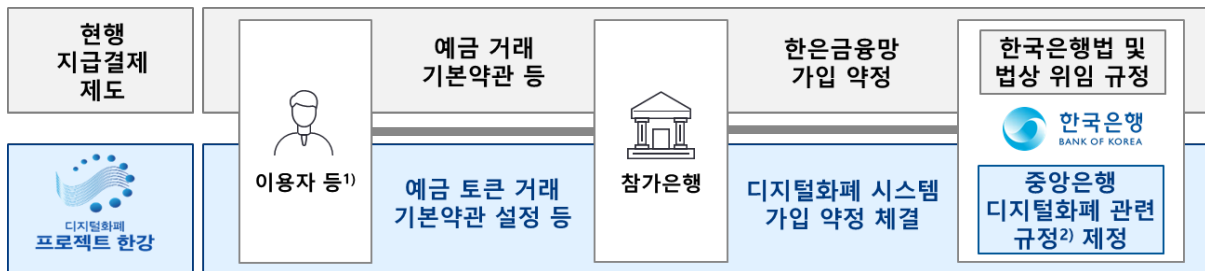 현행
지급결제
제도
예금 거래
기본약관 등
한은금융망
가입 약정
한국은행법 및
법상 위임 규정
한국은행
BANK OF KOREA
이용자 등1)
참가은행
디지털화폐
프로젝트 한강
예금 토큰 거래
기본약관 설정 등
디지털화폐 시스템
가입 약정 체결
중앙은행
디지털화폐 관련
규정2) 제정